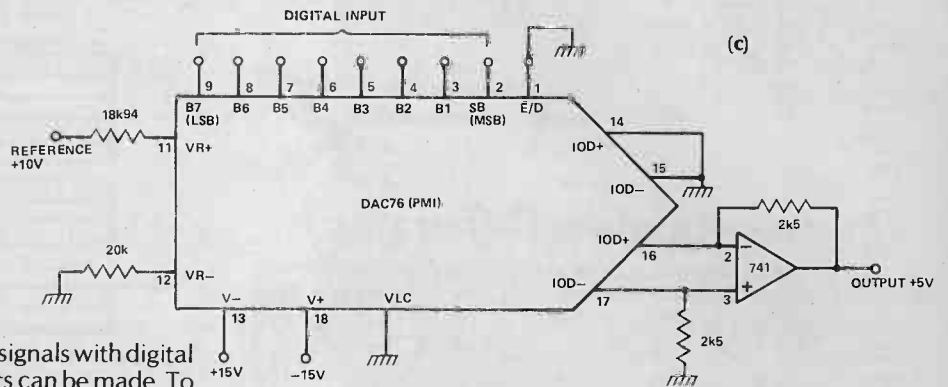 DIGITAL INPUT
(c)
9 8 7 6 5 4 3 2 1
B7 B6 B5 B4 B3 B2 B1 SB E/D
(LSB) (MSB)
18k94
REFERENCE
+10V
11 VR+
14
IOD+
15
IOD–
DAC76 (PMI)
2k5
IOD+
16
2 –
741
OUTPUT +5V
20k
12 VR–
IOD–
17
3 +
2k5
V– V+ VLC
13 18
+15V –15V
signals with digital
rs can be made. To